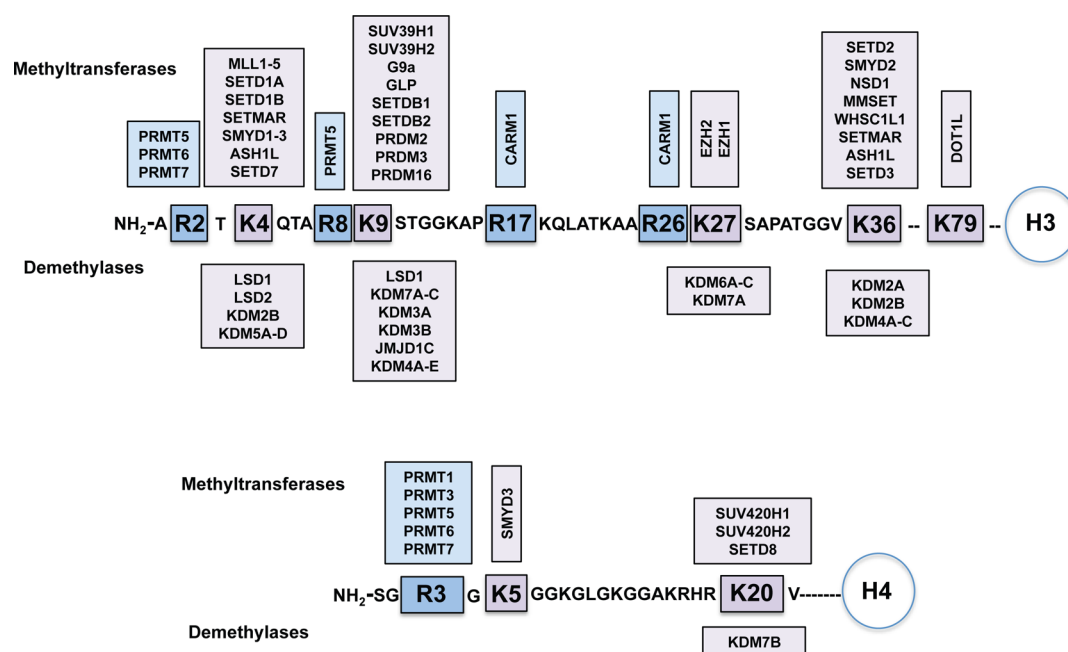 Methyltransferases
PRMT5
PRMT6
PRMT7
MLL1-5
SETD1A
SETD1B
SETMAR
SMYD1-3
ASH1L
SETD7
PRMT5
SUV39H1
SUV39H2
G9a
GLP
SETDB1
SETDB2
PRDM2
PRDM3
PRDM16
CARM1
CARM1
EZH2
EZH1
SETD2
SMYD2
NSD1
MMSET
WHSC1L1
SETMAR
ASH1L
SETD3
DOT1L
NH2-A R2 T K4 QTA R8 K9 STGGKAP R17 KQLATKAA R26 K27 SAPATGGV K36 -- K79 -- H3
Demethylases
LSD1
LSD2
KDM2B
KDM5A-D
LSD1
KDM7A-C
KDM3A
KDM3B
JMJD1C
KDM4A-E
KDM6A-C
KDM7A
KDM2A
KDM2B
KDM4A-C
Methyltransferases
PRMT1
PRMT3
PRMT5
PRMT6
PRMT7
SMYD3
SUV420H1
SUV420H2
SETD8
NH2-SG R3 G K5 GGKGLGKGGAKRHR K20 V------- H4
Demethylases
KDM7B